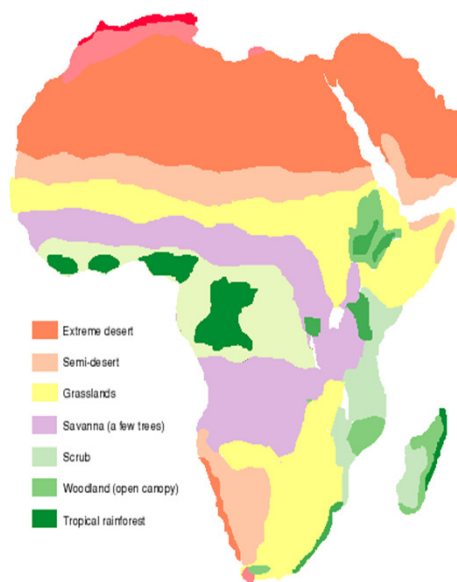 Extreme desert
Semi-desert
Grasslands
Savanna (a few trees)
Scrub
Woodland (open canopy)
Tropical rainforest